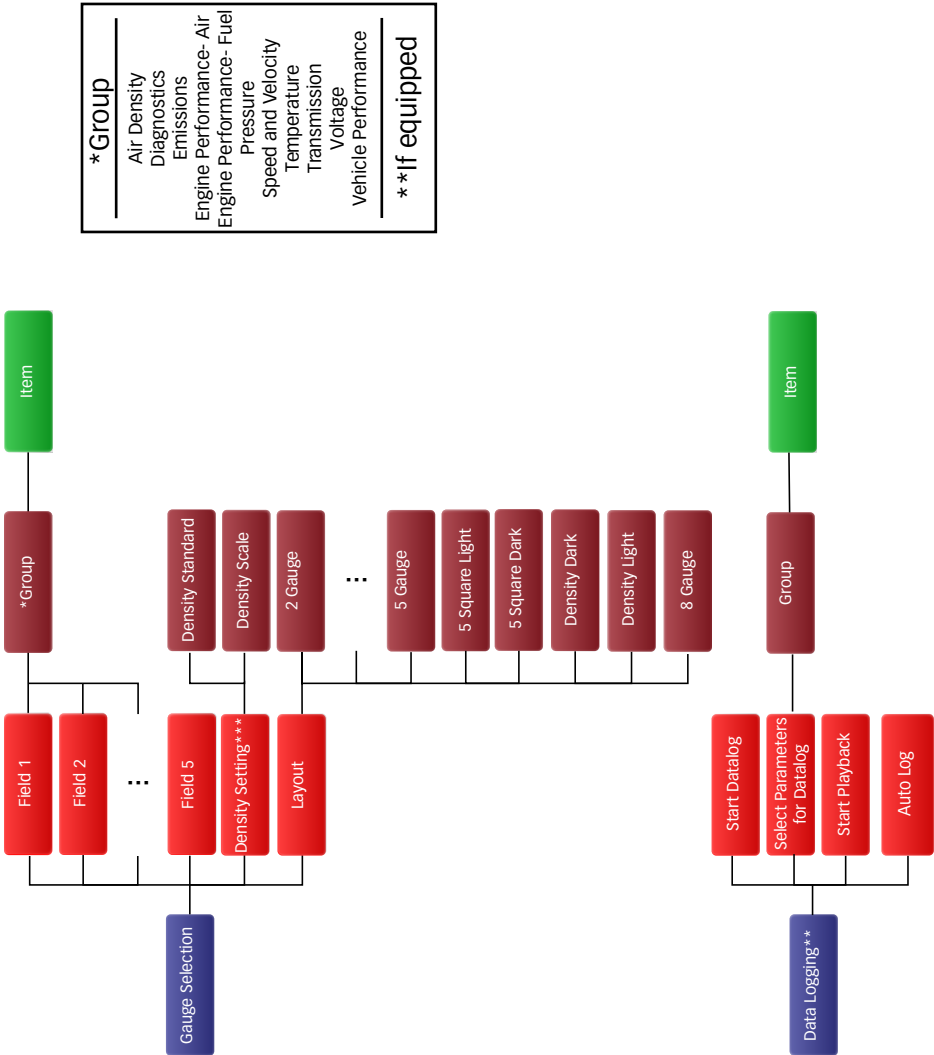 Gauge Selection
Field 1
Field 2
...
Field 5
Density Setting***
Layout
*Group
Item
Density Standard
Density Scale
2 Gauge
...
5 Gauge
5 Square Light
5 Square Dark
Density Dark
Density Light
8 Gauge
Data Logging**
Start Datalog
Select Parameters
for Datalog
Start Playback
Auto Log
Group
Item
*Group
Air Density
Diagnostics
Emissions
Engine Performance- Air
Engine Performance- Fuel
Pressure
Speed and Velocity
Temperature
Transmission
Voltage
Vehicle Performance
**If equipped